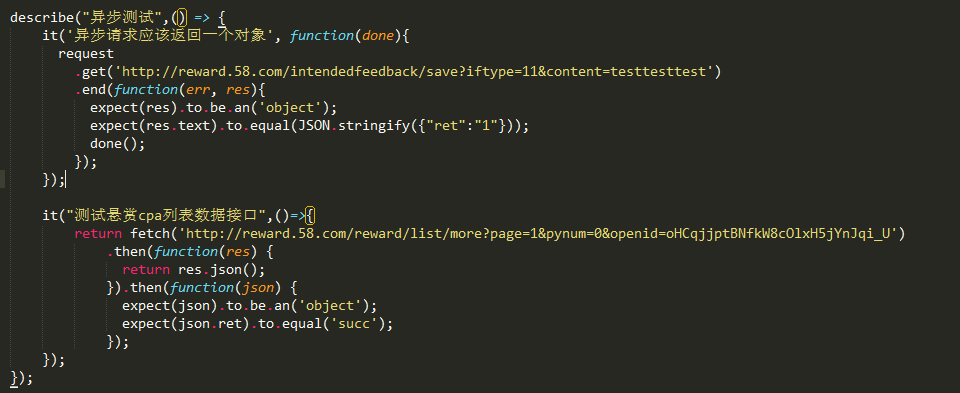 describe("异步测试",() => {
    it('异步请求应该返回一个对象', function(done){
      request
        .get('http://reward.58.com/intendedfeedback/save?iftype=11&content=testtesttest')
        .end(function(err, res){
          expect(res).to.be.an('object');
          expect(res.text).to.equal(JSON.stringify({"ret":"1"}));
          done();
        });
    });

    it("测试悬赏cpa列表数据接口",()=>{
        return fetch('http://reward.58.com/reward/list/more?page=1&pynum=0&openid=oHCqjjptBNfkW8cOlxH5jYnJqi_U')
            .then(function(res) {
              return res.json();
            }).then(function(json) {
              expect(json).to.be.an('object');
              expect(json.ret).to.equal('succ');
            });
    });
});